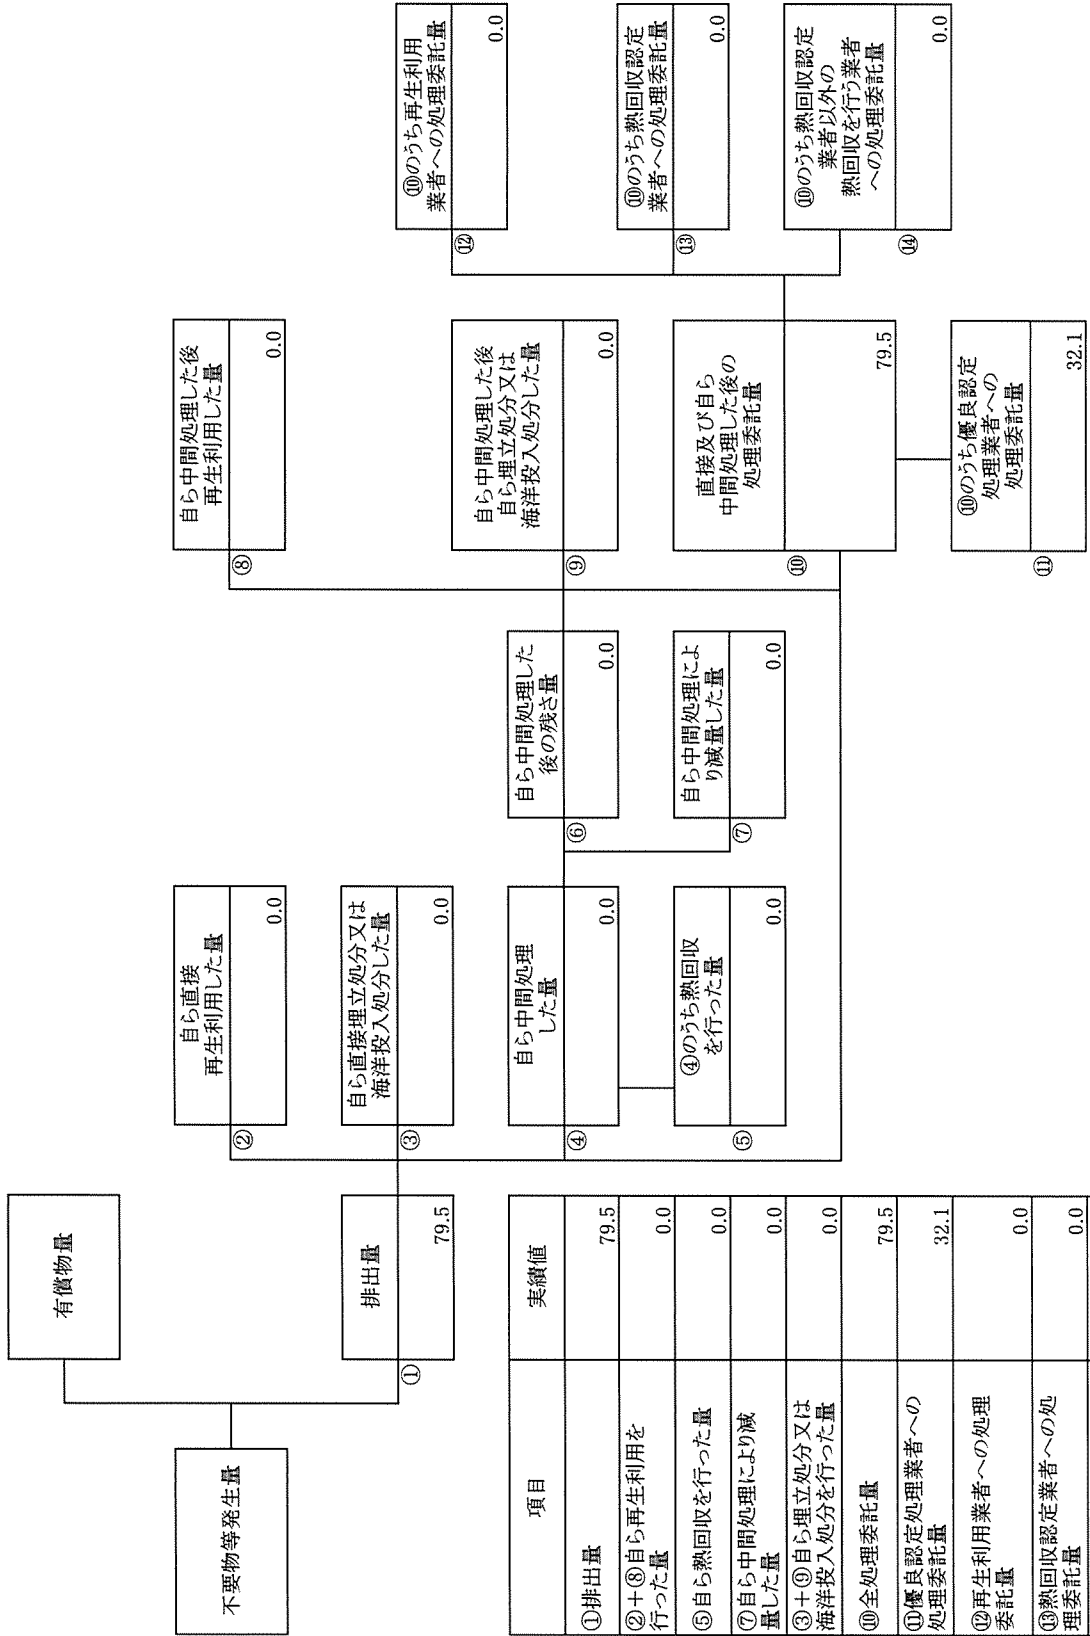 不要物等発生量
有償物量
排出量
①
79.5
自ら直接
再生利用した量
②
0.0
自ら直接埋立処分又は
海洋投入処分した量
③
0.0
自ら中間処理
した量
④
0.0
④のうち熱回収
を行った量
⑤
0.0
自ら中間処理した
後の残さ量
⑥
0.0
自ら中間処理によ
り減量した量
⑦
0.0
自ら中間処理した後
再生利用した量
⑧
0.0
自ら中間処理した後
自ら埋立処分又は
海洋投入処分した量
⑨
0.0
直接及び自ら
中間処理した後の
処理委託量
⑩
79.5
⑩のうち優良認定
処理業者への
処理委託量
⑪
32.1
⑩のうち再生利用
業者への処理委託量
⑫
0.0
⑩のうち熱回収認定
業者への処理委託量
⑬
0.0
⑩のうち熱回収認定
業者以外の
熱回収を行う業者
への処理委託量
⑭
0.0
項目 実績値
①排出量 79.5
②+⑧自ら再生利用を
行った量 0.0
⑤自ら熱回収を行った量 0.0
⑦自ら中間処理により減
量した量 0.0
③+⑨自ら埋立処分又は
海洋投入処分を行った量 0.0
⑩全処理委託量 79.5
⑪優良認定処理業者への
処理委託量 32.1
⑫再生利用業者への処理
委託量 0.0
⑬熱回収認定業者への処
理委託量 0.0